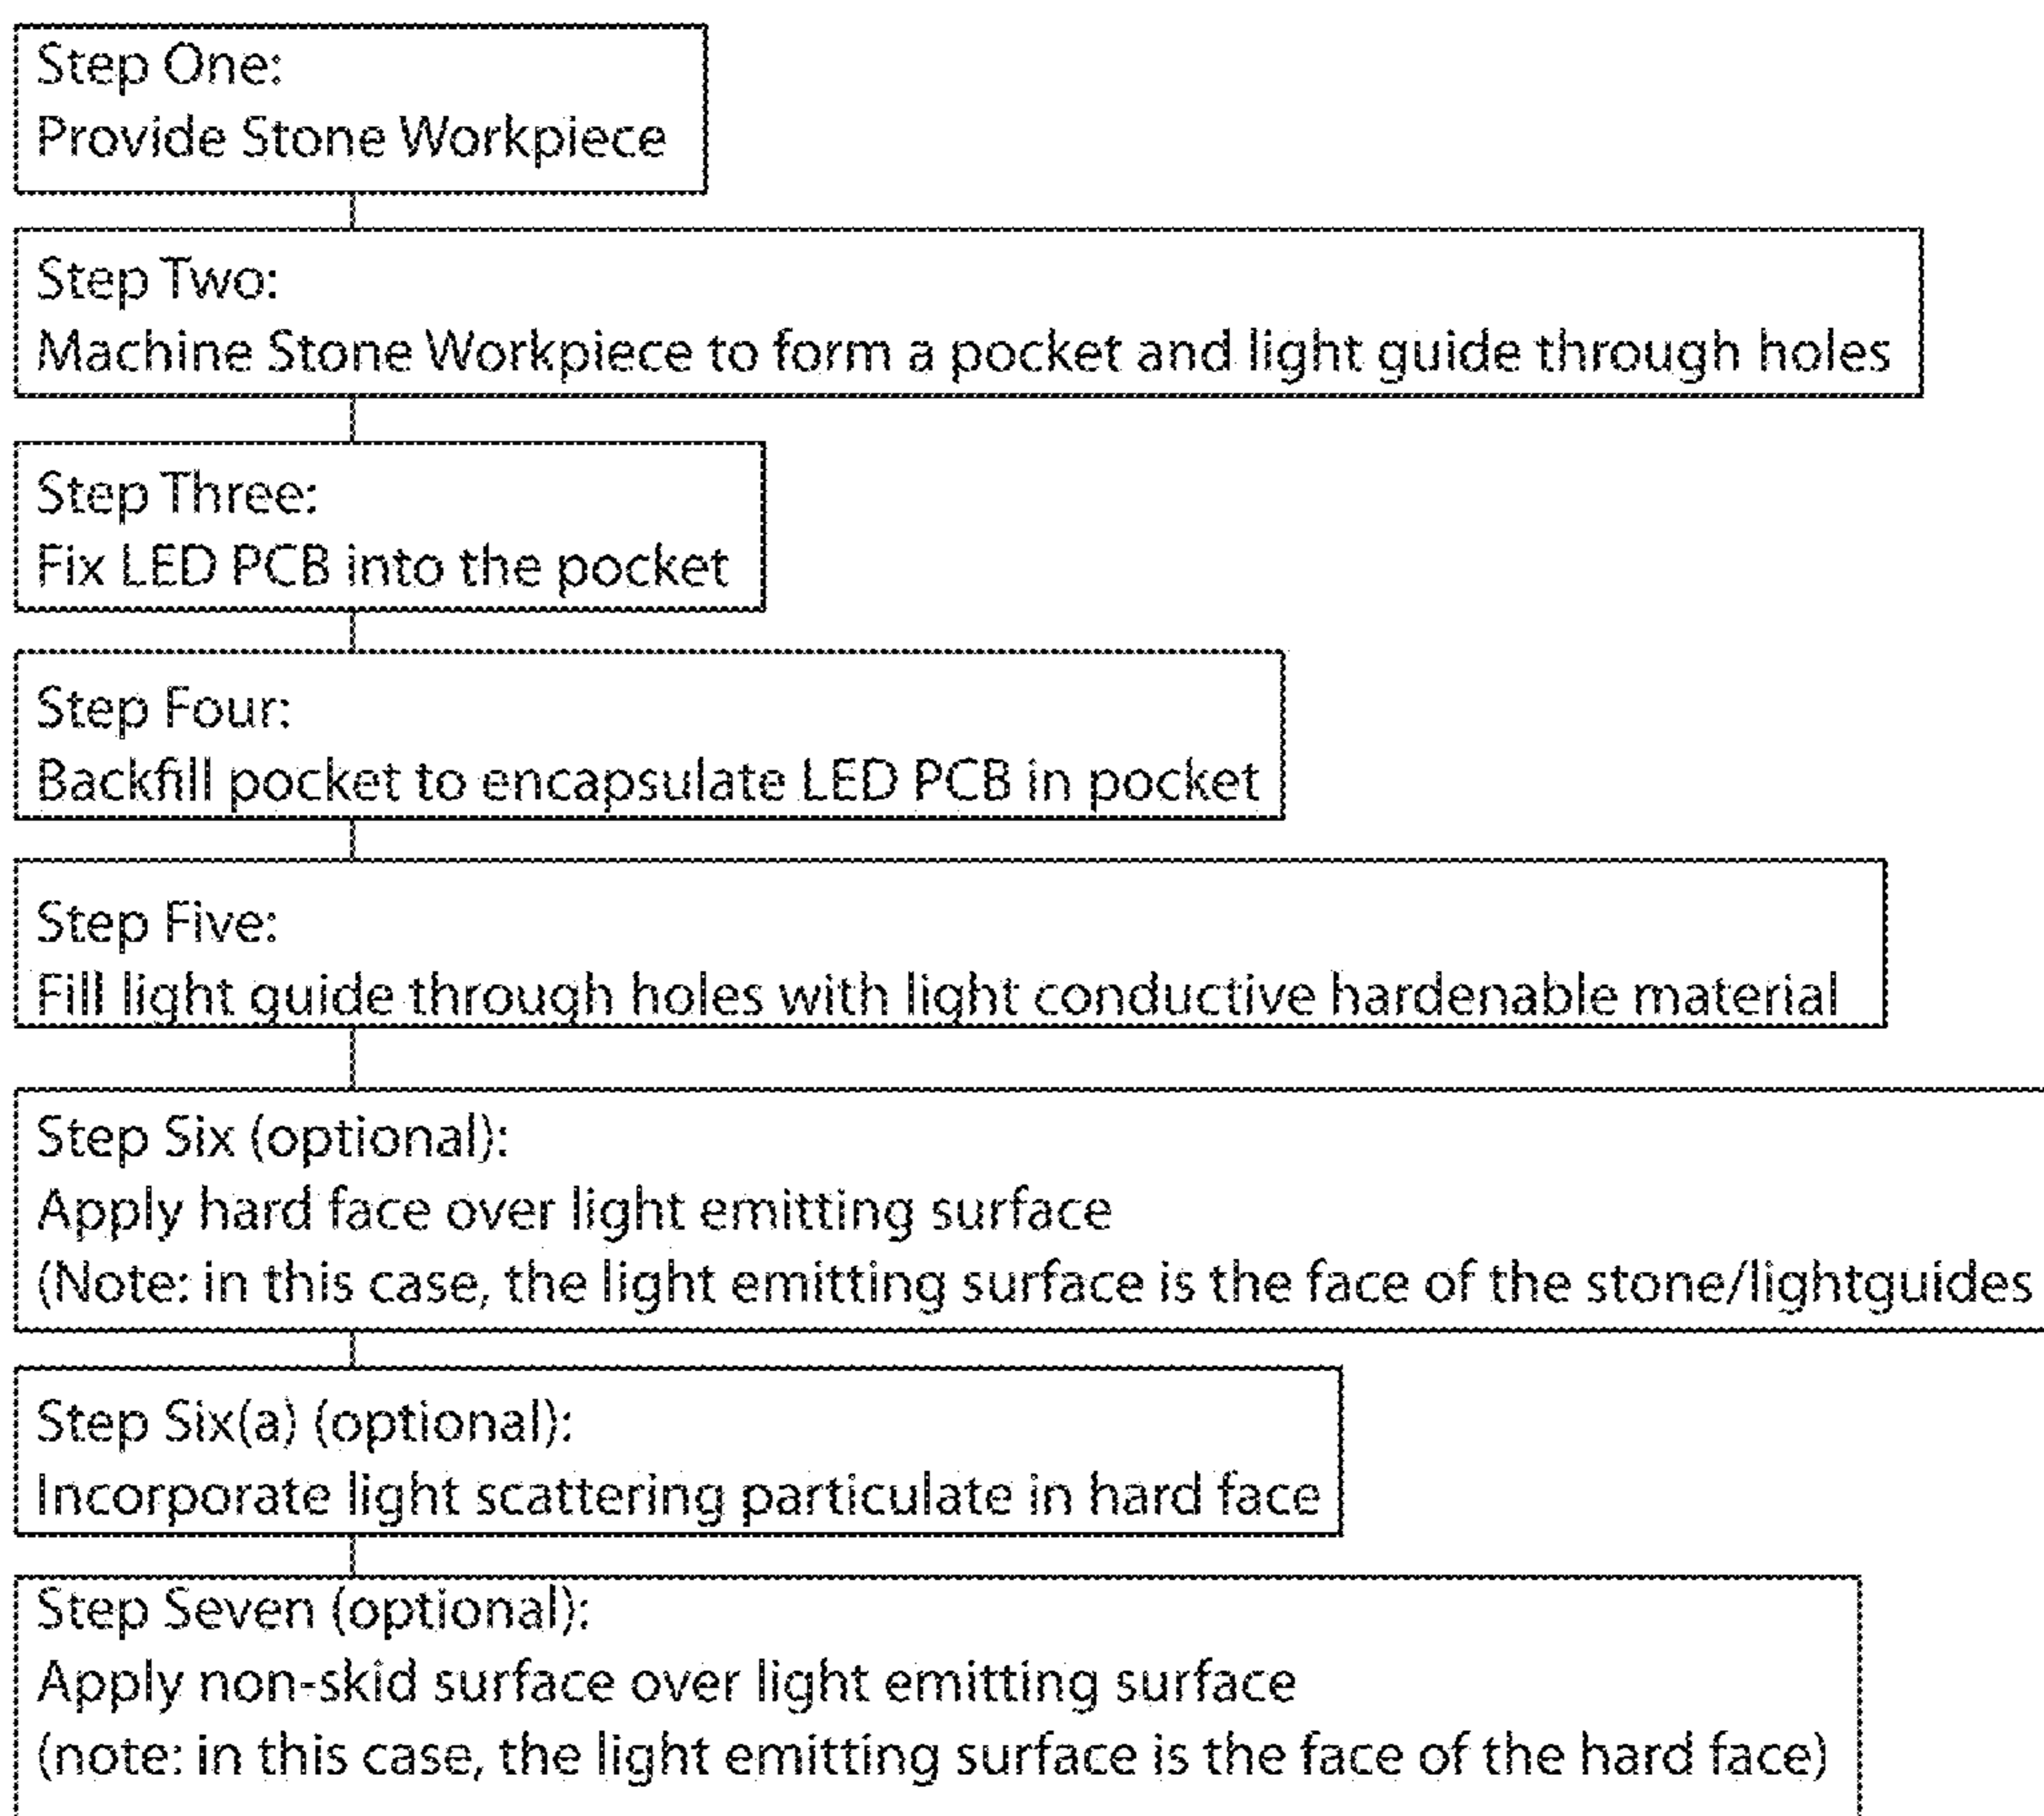 Step One:
Provide Stone Workpiece
Step Two:
Machine Stone Workpiece to form a pocket and light guide through holes
Step Three:
Fix LED PCB into the pocket
Step Four:
Backfill pocket to encapsulate LED PCB in pocket
Step Five:
Fill light guide through holes with light conductive hardenable material
Step Six (optional):
Apply hard face over light emitting surface
(Note: in this case, the light emitting surface is the face of the stone/lightguides
Step Six(a) (optional):
Incorporate light scattering particulate in hard face
Step Seven (optional):
Apply non-skid surface over light emitting surface
(note: in this case, the light emitting surface is the face of the hard face)